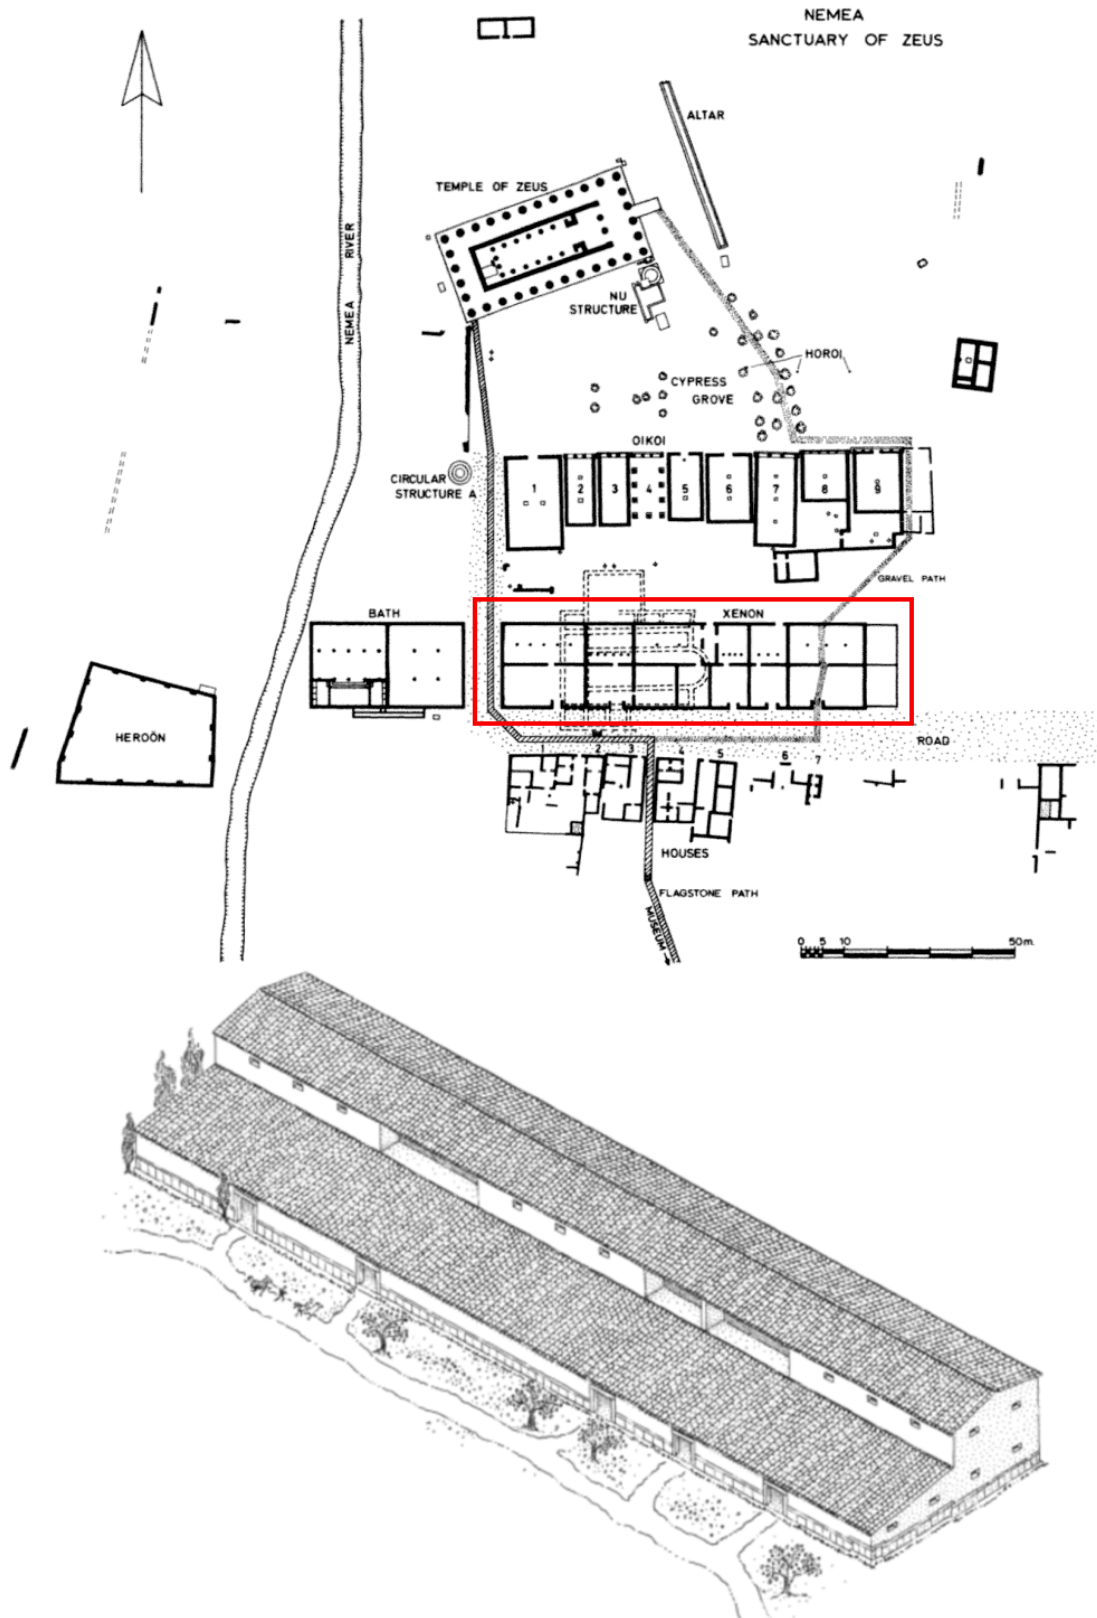 NEMEA
SANCTUARY OF ZEUS
ALTAR
TEMPLE OF ZEUS
NEMEA RIVER
NU
STRUCTURE
HOROI
CYPRESS
GROVE
OIKOI
CIRCULAR
STRUCTURE A
1 2 3 4 5 6 7 8 9
GRAVEL PATH
BATH
XENON
HEROÖN
ROAD
1 2 3 4 5 6 7
HOUSES
FLAGSTONE PATH
MUSEUM
0 5 10 50m.